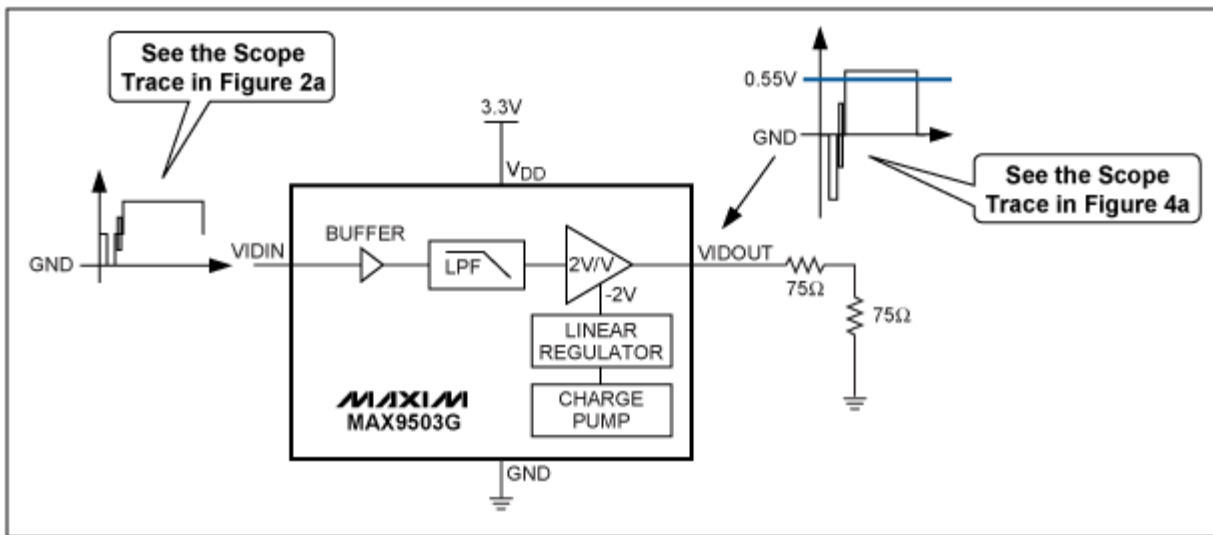 See the Scope
Trace in Figure 2a
GND
VIDIN
3.3V
VDD
BUFFER
LPF
2V/V
-2V
LINEAR
REGULATOR
CHARGE
PUMP
MAXIM
MAX9503G
GND
VIDOUT
75Ω
75Ω
0.55V
GND
See the Scope
Trace in Figure 4a